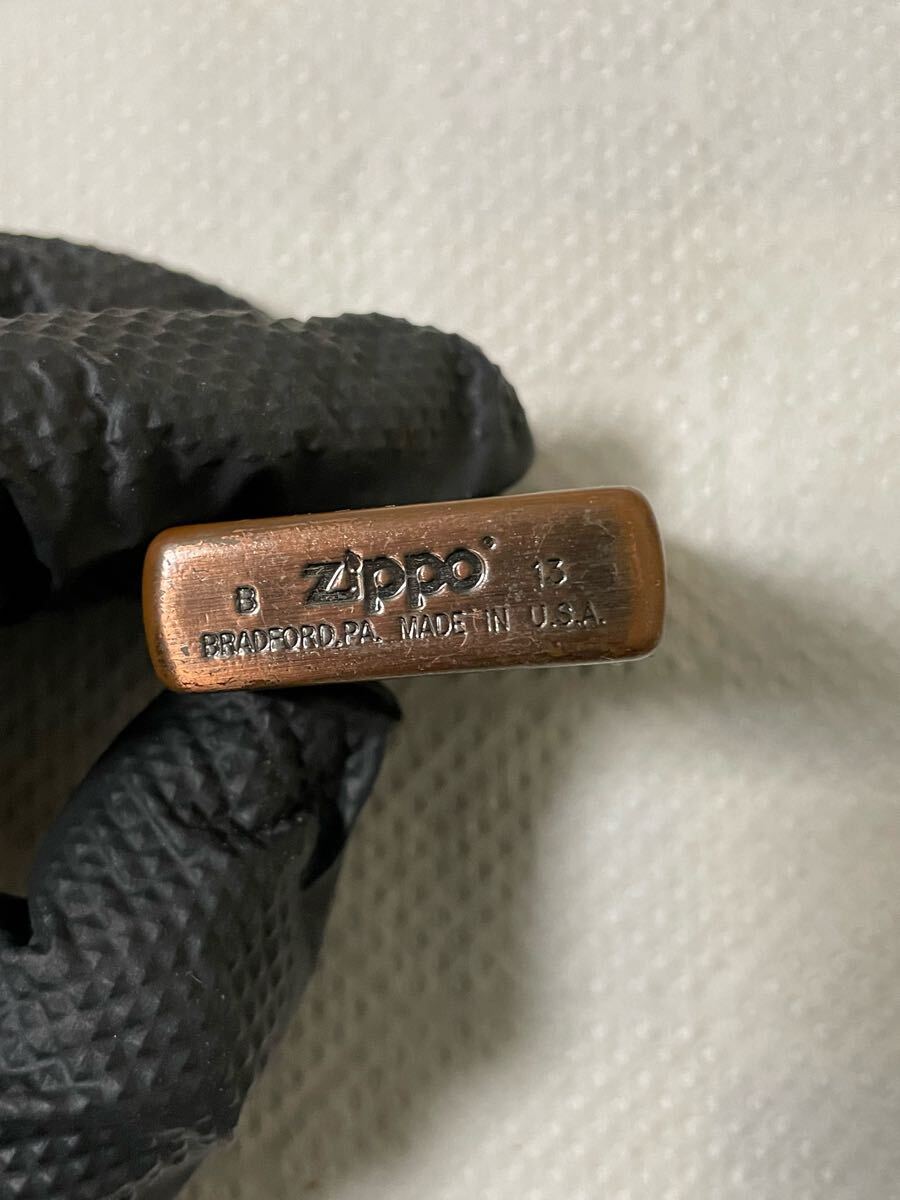 B Zippo® 13
BRADFORD,PA. MADE IN U.S.A.